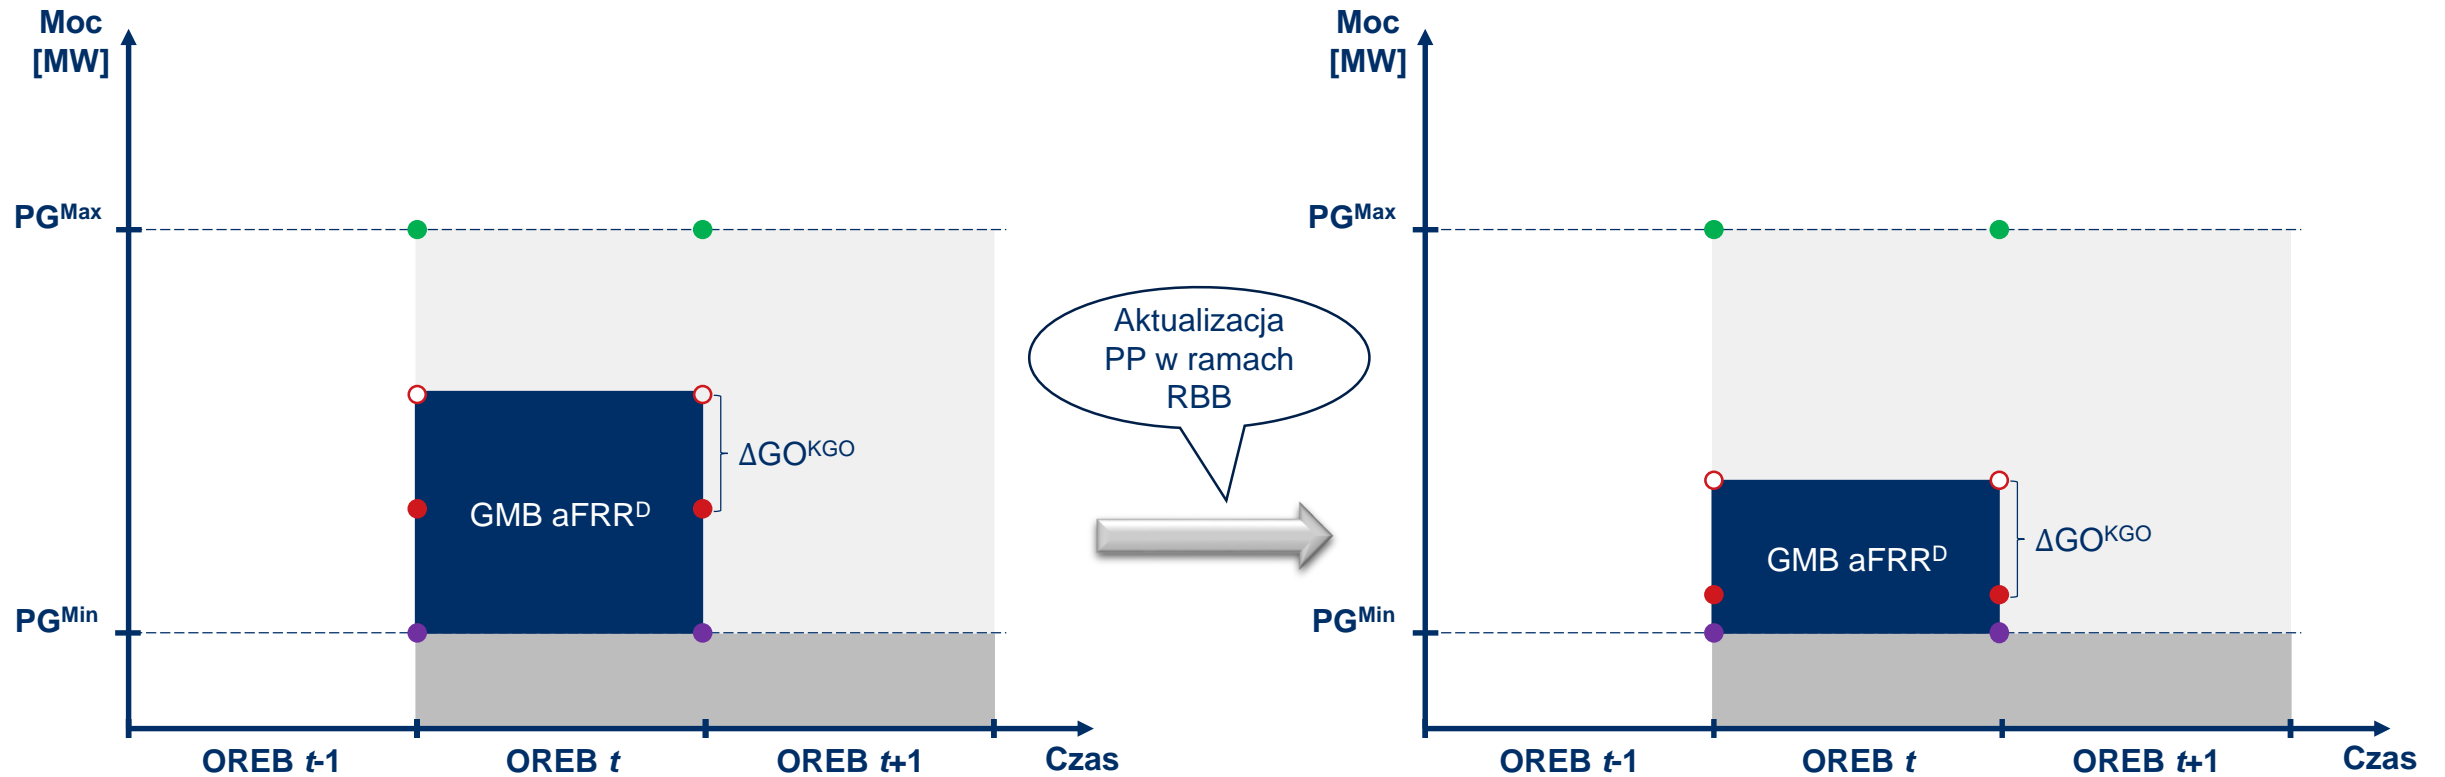 Moc
[MW]
PGMax
ΔGOKGO
GMB aFRRD
PGMin
OREB t-1
OREB t
OREB t+1
Czas
Aktualizacja
PP w ramach
RBB
Moc
[MW]
PGMax
GMB aFRRD
ΔGOKGO
PGMin
OREB t-1
OREB t
OREB t+1
Czas